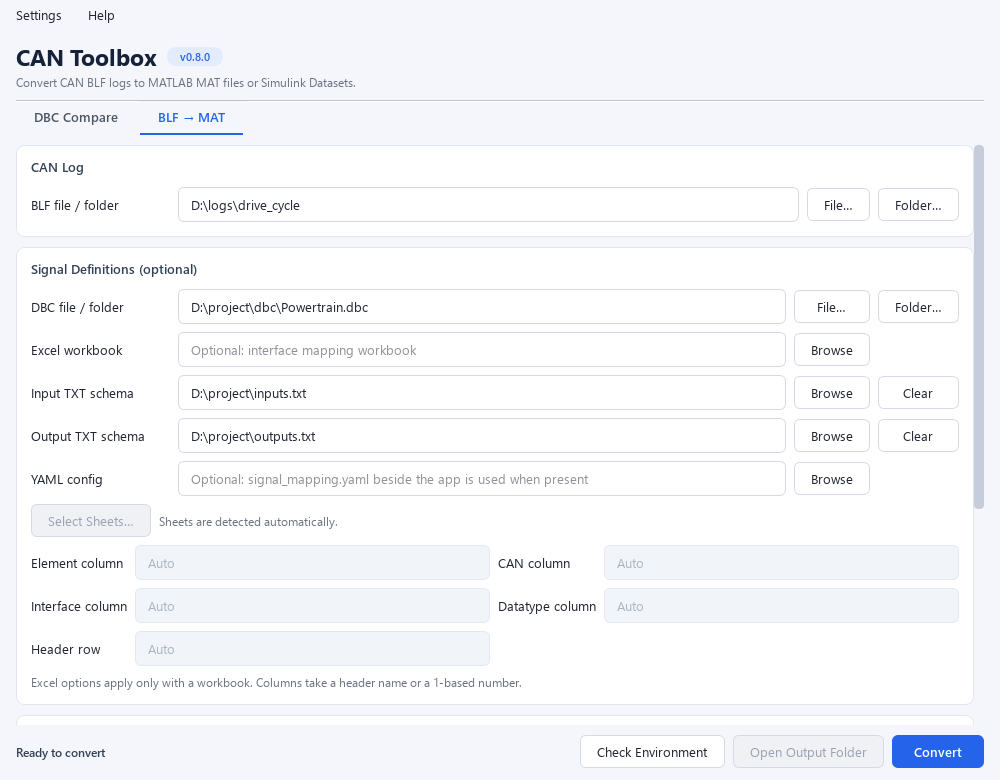 Settings Help
CAN Toolbox v0.8.0
Convert CAN BLF logs to MATLAB MAT files or Simulink Datasets.
DBC Compare BLF → MAT
CAN Log
BLF file / folder D:\logs\drive_cycle File... Folder...
Signal Definitions (optional)
DBC file / folder D:\project\dbc\Powertrain.dbc File... Folder...
Excel workbook Optional: interface mapping workbook Browse
Input TXT schema D:\project\inputs.txt Browse Clear
Output TXT schema D:\project\outputs.txt Browse Clear
YAML config Optional: signal_mapping.yaml beside the app is used when present Browse
Select Sheets... Sheets are detected automatically.
Element column Auto CAN column Auto
Interface column Auto Datatype column Auto
Header row Auto
Excel options apply only with a workbook. Columns take a header name or a 1-based number.
Ready to convert Check Environment Open Output Folder Convert